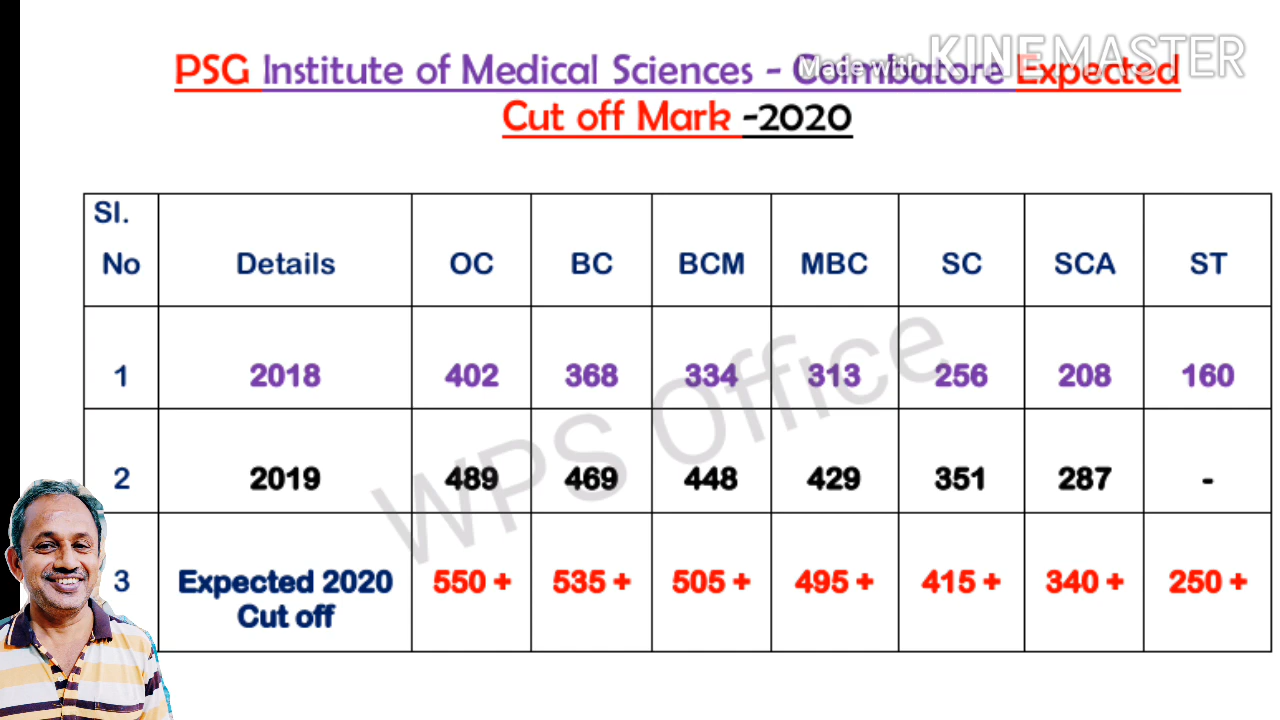 Made with KINEMASTER
PSG Institute of Medical Sciences - Coimbatore Expected
Cut off Mark -2020
Sl.
No Details OC BC BCM MBC SC SCA ST
1 2018 402 368 334 313 256 208 160
2 2019 489 469 448 429 351 287 -
3 Expected 2020 550 + 535 + 505 + 495 + 415 + 340 + 250 +
Cut off
WPS Office